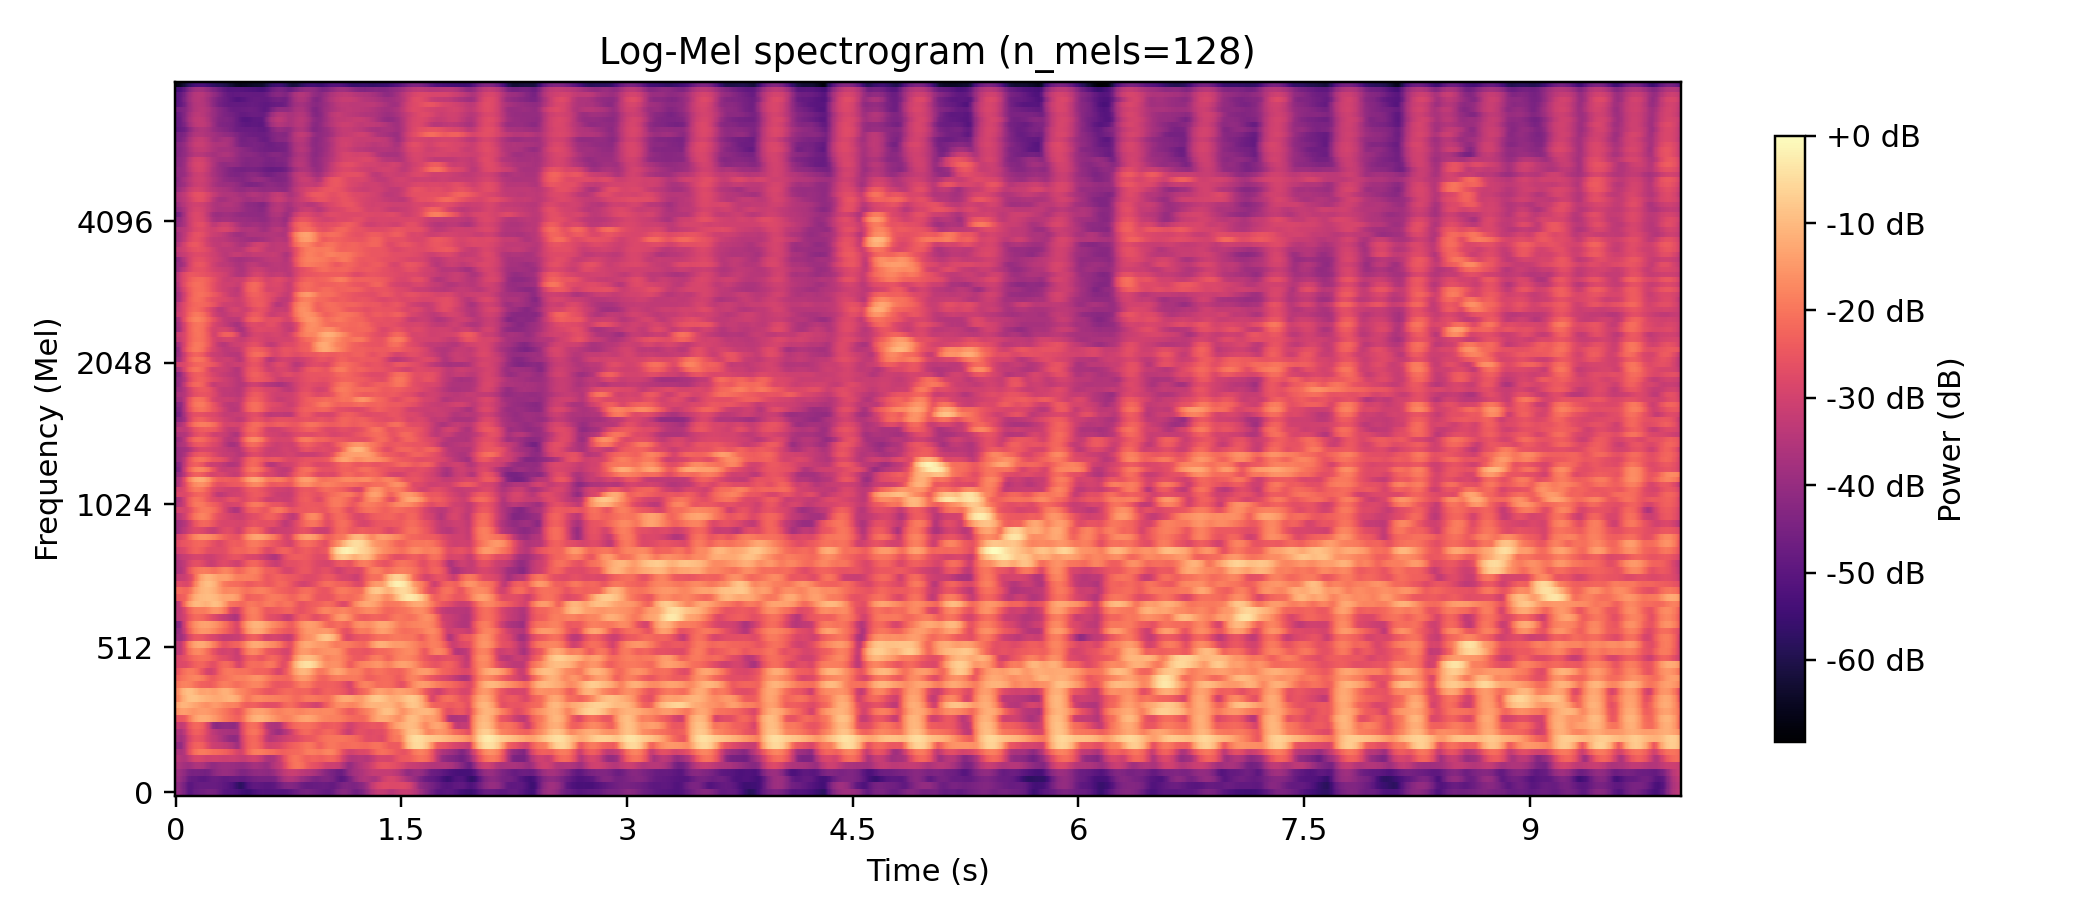 Log-Mel spectrogram (n_mels=128)
+0 dB
-10 dB
-20 dB
-30 dB
-40 dB
-50 dB
-60 dB
Power (dB)
4096
2048
1024
512
0
Frequency (Mel)
0 1.5 3 4.5 6 7.5 9
Time (s)